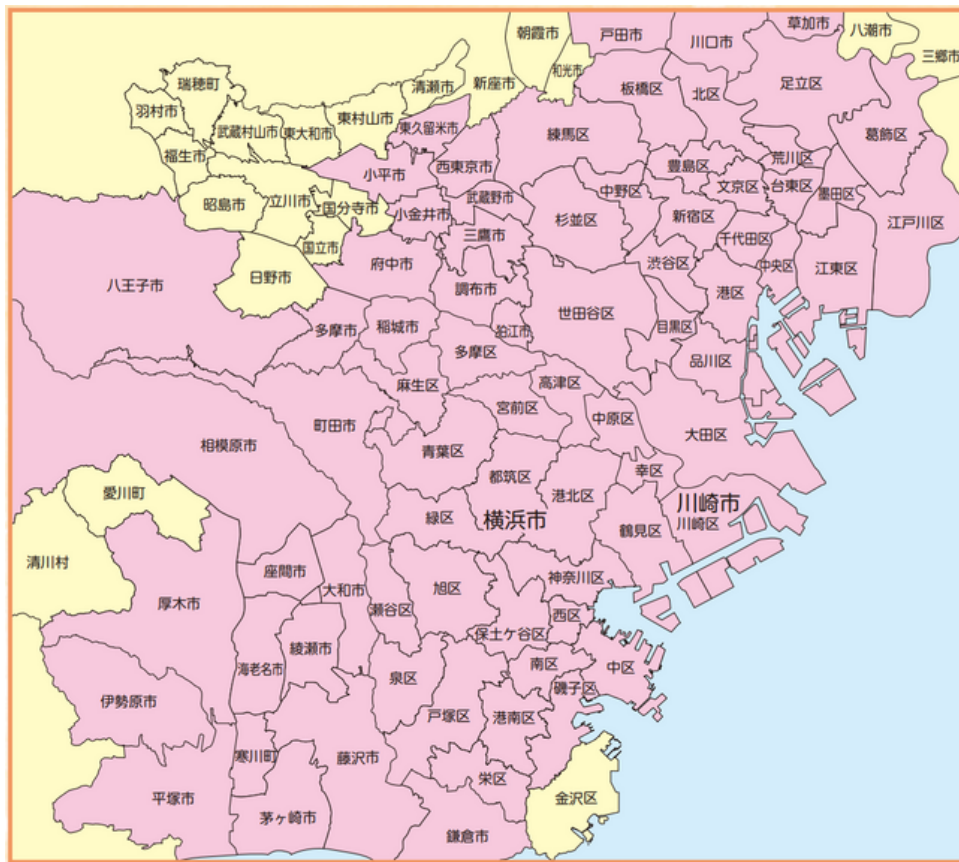 朝霞市
戸田市
川口市
草加市
八潮市
三郷市
和光市
新座市
清瀬市
瑞穂町
羽村市
武蔵村山市
東大和市
東村山市
東久留米市
板橋区
北区
足立区
葛飾区
福生市
小平市
西東京市
練馬区
豊島区
荒川区
文京区
台東区
墨田区
中野区
昭島市
立川市
国分寺市
小金井市
武蔵野市
杉並区
新宿区
千代田区
江戸川区
国立市
三鷹市
渋谷区
中央区
江東区
日野市
府中市
調布市
港区
八王子市
世田谷区
目黒区
多摩市
稲城市
狛江市
多摩区
品川区
麻生区
高津区
宮前区
中原区
大田区
町田市
相模原市
青葉区
都筑区
港北区
幸区
愛川町
緑区
横浜市
鶴見区
川崎市
川崎区
清川村
座間市
大和市
旭区
神奈川区
厚木市
瀬谷区
西区
保土ケ谷区
綾瀬市
海老名市
泉区
南区
中区
伊勢原市
磯子区
戸塚区
港南区
寒川町
藤沢市
栄区
平塚市
茅ヶ崎市
鎌倉市
金沢区